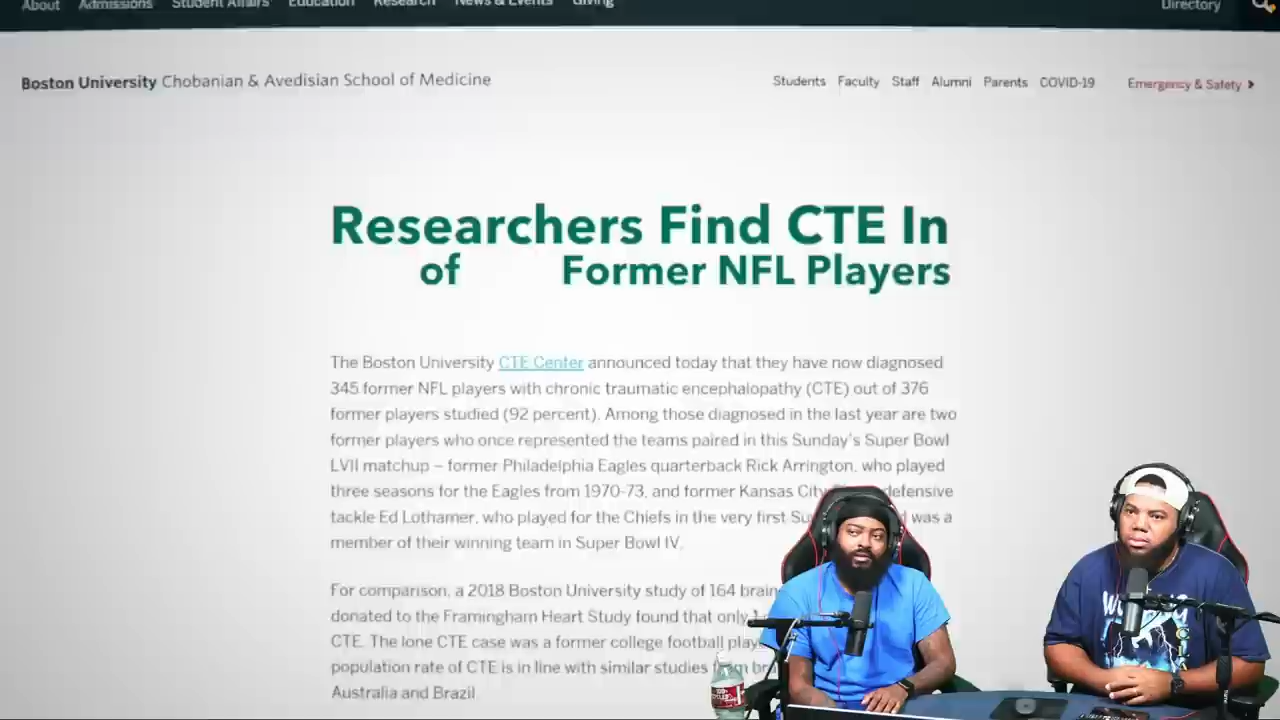 About Admissions Student Affairs Education Research News & Events Giving Directory
Boston University Chobanian & Avedisian School of Medicine
Students Faculty Staff Alumni Parents COVID-19 Emergency & Safety
Researchers Find CTE In
of Former NFL Players
The Boston University CTE Center announced today that they have now diagnosed
345 former NFL players with chronic traumatic encephalopathy (CTE) out of 376
former players studied (92 percent). Among those diagnosed in the last year are two
former players who once represented the teams paired in this Sunday's Super Bowl
LVII matchup – former Philadelphia Eagles quarterback Rick Arrington, who played
three seasons for the Eagles from 1970-73, and former Kansas City defensive
tackle Ed Lothamer, who played for the Chiefs in the very first was a
member of their winning team in Super Bowl IV.
For comparison, a 2018 Boston University study of 164 brain
donated to the Framingham Heart Study found that only
CTE. The lone CTE case was a former college football
population rate of CTE is in line with similar studies
Australia and Brazil